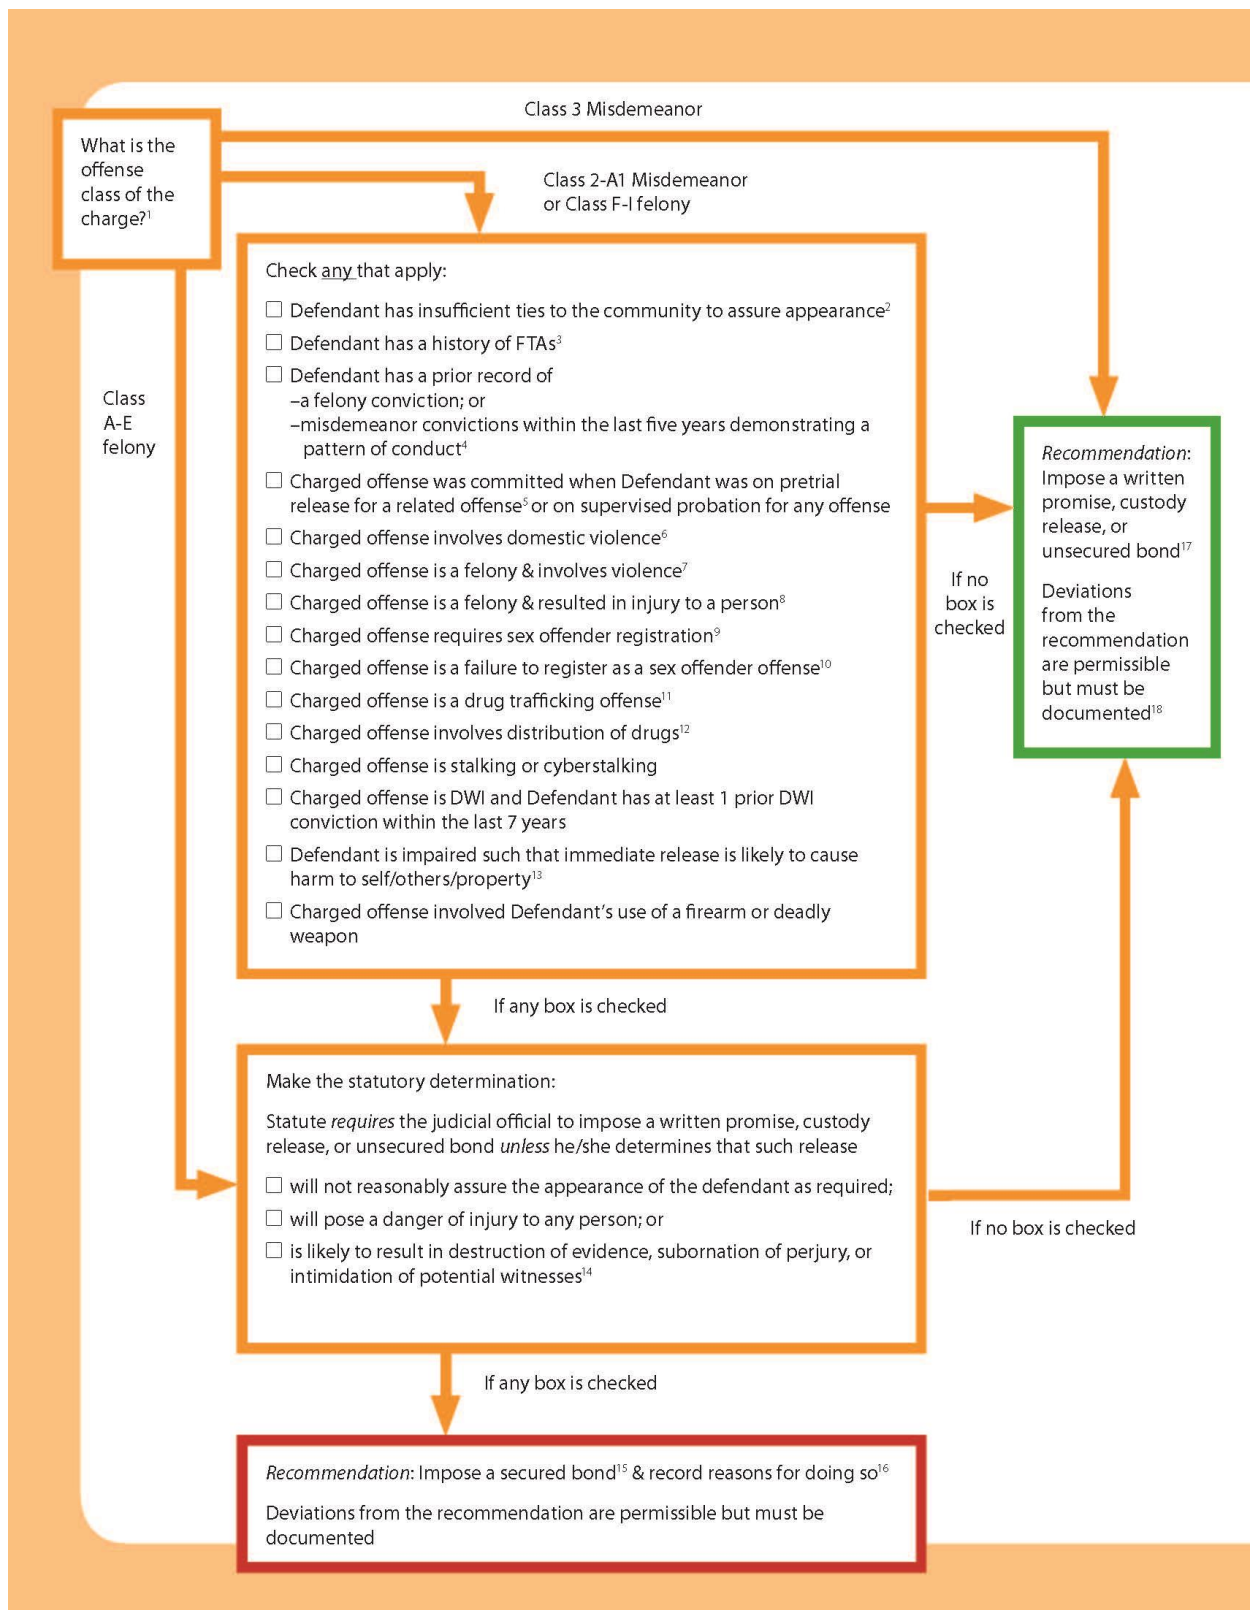 Class 3 Misdemeanor
What is the
offense
class of the
charge?¹
Class 2-A1 Misdemeanor
or Class F-I felony
Check any that apply:
☐ Defendant has insufficient ties to the community to assure appearance²
☐ Defendant has a history of FTAs³
☐ Defendant has a prior record of
–a felony conviction; or
–misdemeanor convictions within the last five years demonstrating a
pattern of conduct⁴
☐ Charged offense was committed when Defendant was on pretrial
release for a related offense⁵ or on supervised probation for any offense
☐ Charged offense involves domestic violence⁶
☐ Charged offense is a felony & involves violence⁷
☐ Charged offense is a felony & resulted in injury to a person⁸
☐ Charged offense requires sex offender registration⁹
☐ Charged offense is a failure to register as a sex offender offense¹⁰
☐ Charged offense is a drug trafficking offense¹¹
☐ Charged offense involves distribution of drugs¹²
☐ Charged offense is stalking or cyberstalking
☐ Charged offense is DWI and Defendant has at least 1 prior DWI
conviction within the last 7 years
☐ Defendant is impaired such that immediate release is likely to cause
harm to self/others/property¹³
☐ Charged offense involved Defendant's use of a firearm or deadly
weapon
Class
A-E
felony
If no
box is
checked
Recommendation:
Impose a written
promise, custody
release, or
unsecured bond¹⁷
Deviations
from the
recommendation
are permissible
but must be
documented¹⁸
If any box is checked
Make the statutory determination:
Statute requires the judicial official to impose a written promise, custody
release, or unsecured bond unless he/she determines that such release
☐ will not reasonably assure the appearance of the defendant as required;
☐ will pose a danger of injury to any person; or
☐ is likely to result in destruction of evidence, subornation of perjury, or
intimidation of potential witnesses¹⁴
If no box is checked
If any box is checked
Recommendation: Impose a secured bond¹⁵ & record reasons for doing so¹⁶
Deviations from the recommendation are permissible but must be
documented